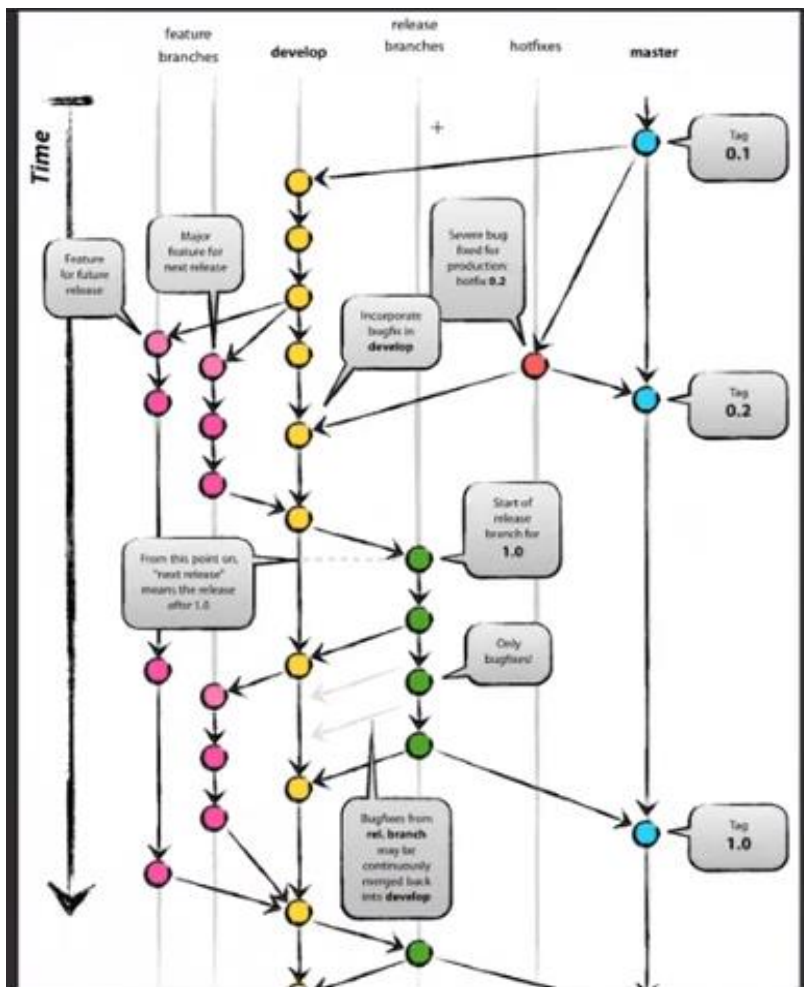 feature
branches
develop
release
branches
hotfixes
master
Time
Tag
0.1
Feature
for future
release
Major
feature for
next release
Severe bug
fixed for
production:
hotfix 0.2
Incorporate
bugfix in
develop
Tag
0.2
Start of
release
branch for
1.0
From this point on,
"next release"
means the release
after 1.0
Only
bugfixes!
Tag
1.0
Bugfixes from
rel. branch
may be
continuously
merged back
into develop